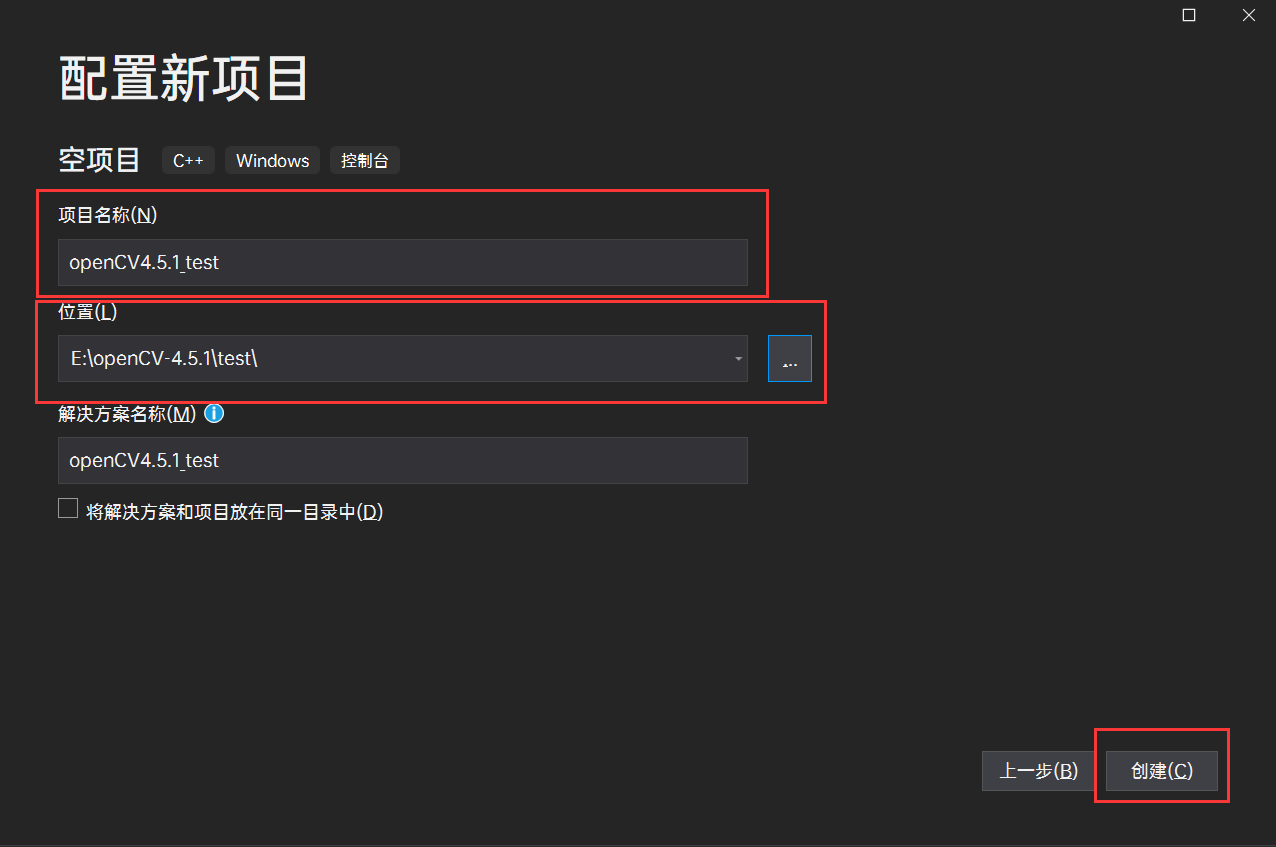 配置新项目
空项目 C++ Windows 控制台
项目名称(N)
openCV4.5.1_test
位置(L)
E:\openCV-4.5.1\test\
...
解决方案名称(M)
openCV4.5.1_test
将解决方案和项目放在同一目录中(D)
上一步(B) 创建(C)